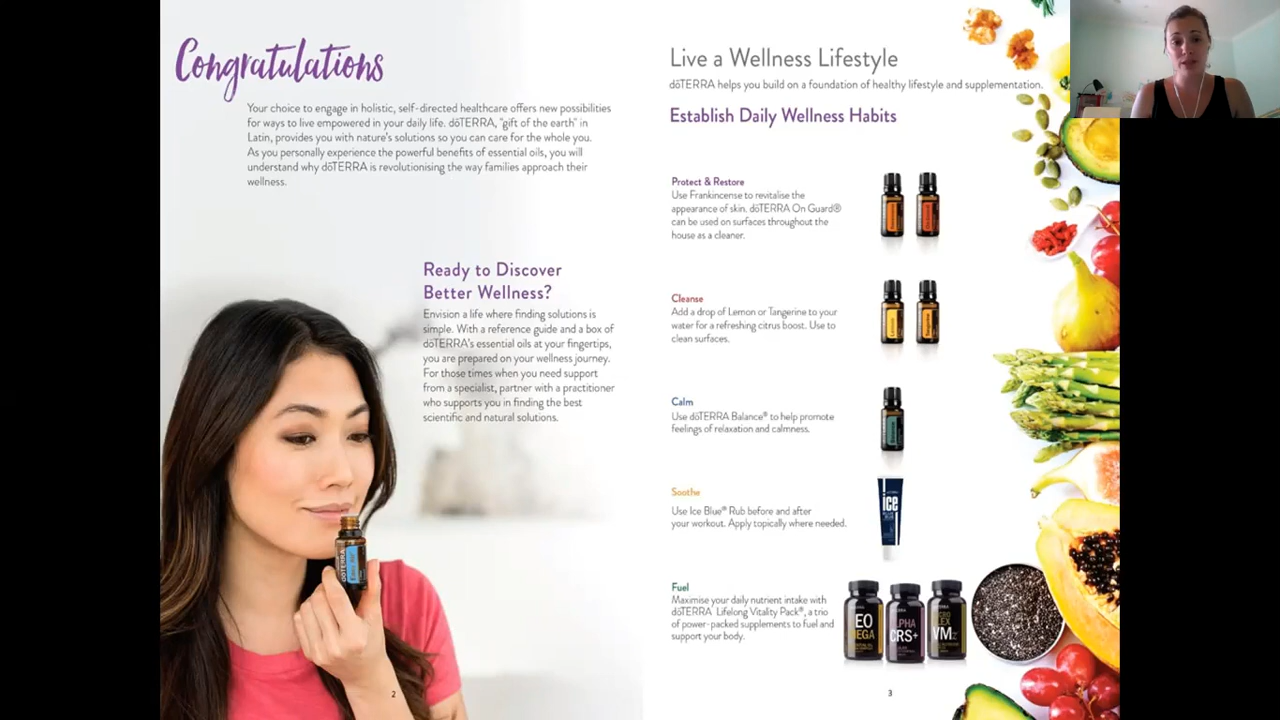 Congratulations
Your choice to engage in holistic, self-directed healthcare offers new possibilities
for ways to live empowered in your daily life. dōTERRA, "gift of the earth" in
Latin, provides you with nature's solutions so you can care for the whole you.
As you personally experience the powerful benefits of essential oils, you will
understand why dōTERRA is revolutionising the way families approach their
wellness.
Ready to Discover
Better Wellness?
Envision a life where finding solutions is
simple. With a reference guide and a box of
dōTERRA's essential oils at your fingertips,
you are prepared on your wellness journey.
For those times when you need support
from a specialist, partner with a practitioner
who supports you in finding the best
scientific and natural solutions.
dōTERRA
2
Live a Wellness Lifestyle
dōTERRA helps you build on a foundation of healthy lifestyle and supplementation.
Establish Daily Wellness Habits
Protect & Restore
Use Frankincense to revitalise the
appearance of skin. dōTERRA On Guard®
can be used on surfaces throughout the
house as a cleaner.
Cleanse
Add a drop of Lemon or Tangerine to your
water for a refreshing citrus boost. Use to
clean surfaces.
Tangerine
Calm
Use dōTERRA Balance® to help promote
feelings of relaxation and calmness.
Soothe
Use Ice Blue® Rub before and after
your workout. Apply topically where needed.
ice
Fuel
Maximise your daily nutrient intake with
dōTERRA Lifelong Vitality Pack®, a trio
of power-packed supplements to fuel and
support your body.
EO
MEGA
CRS+
VMz
3